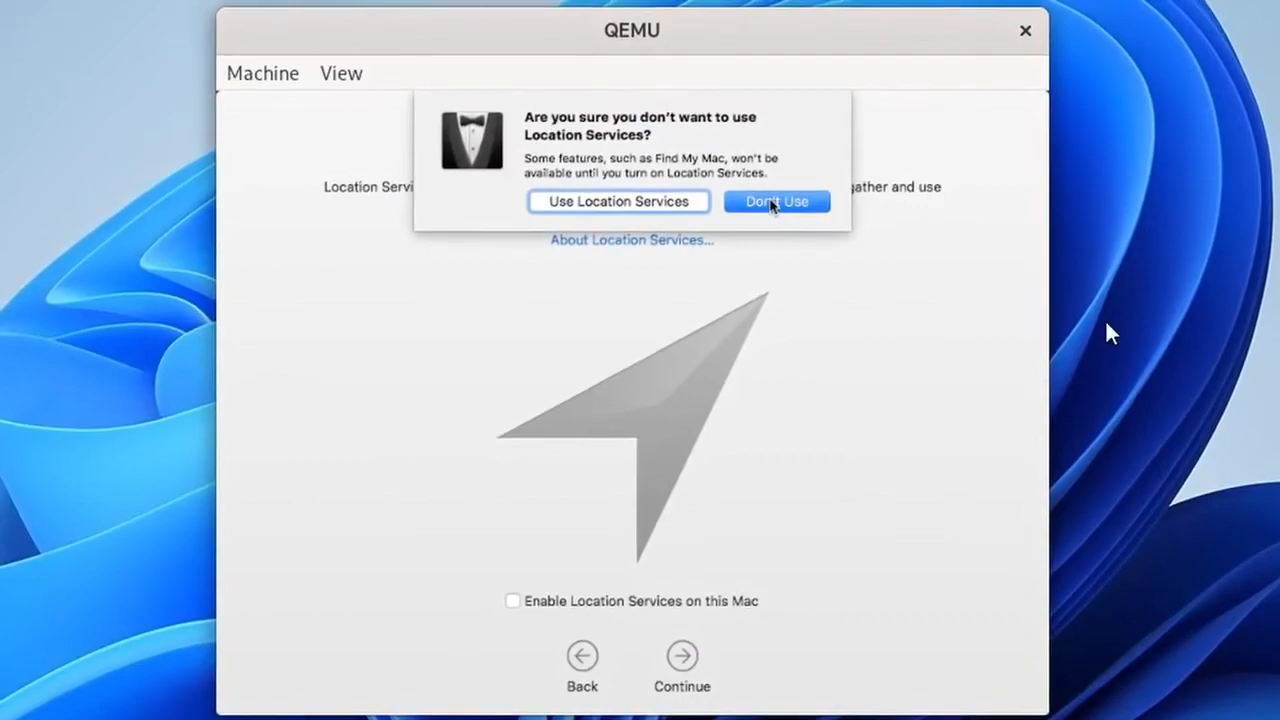 QEMU
Machine View
Are you sure you don't want to use
Location Services?
Some features, such as Find My Mac, won't be
available until you turn on Location Services.
Use Location Services Don't Use
Location Servi gather and use
About Location Services...
Enable Location Services on this Mac
Back Continue